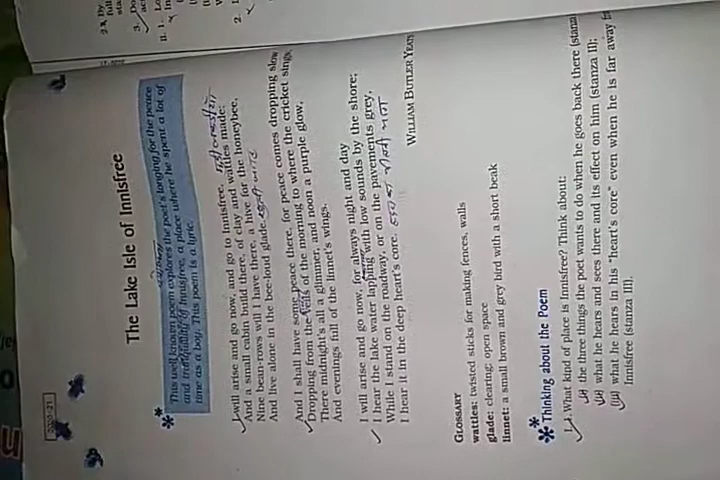 2020-21
The Lake Isle of Innisfree
This well known poem explores the poet's longing for the peace
and tranquility of Innisfree, a place where he spent a lot of
time as a boy. This poem is a lyric.
I will arise and go now, and go to Innisfree,
And a small cabin build there, of clay and wattles made:
Nine bean-rows will I have there, a hive for the honeybee,
And live alone in the bee-loud glade.
And I shall have some peace there, for peace comes dropping slow
Dropping from the veils of the morning to where the cricket sings,
There midnight's all a glimmer, and noon a purple glow,
And evenings full of the linnet's wings.
I will arise and go now, for always night and day
I hear the lake water lapping with low sounds by the shore;
While I stand on the roadway, or on the pavements grey,
I hear it in the deep heart's core.
WILLIAM BUTLER YEATS
GLOSSARY
wattles: twisted sticks for making fences, walls
glade: clearing; open space
linnet: a small brown and grey bird with a short beak
Thinking about the Poem
What kind of place is Innisfree? Think about:
the three things the poet wants to do when he goes back there (stanza
what he hears and sees there and its effect on him (stanza II);
what he hears in his "heart's core" even when he is far away
Innisfree (stanza III).